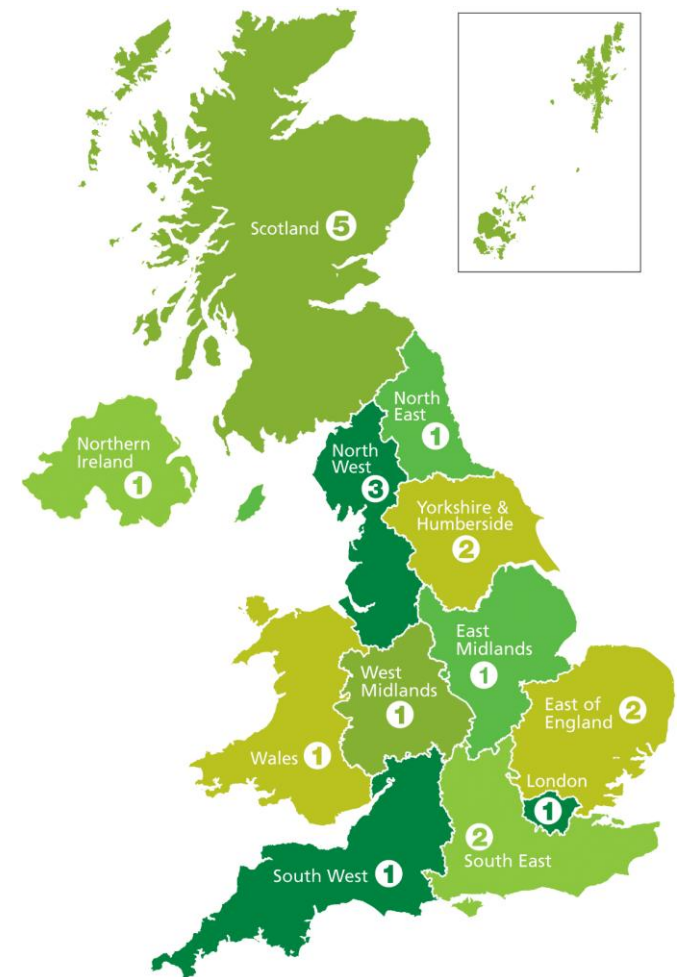 Scotland 5
North
East
1
Northern
Ireland 1
North
West
3
Yorkshire &
Humberside
2
East
Midlands
1
West
Midlands
1
East of
England 2
Wales 1
London
1
2
South East
South West 1